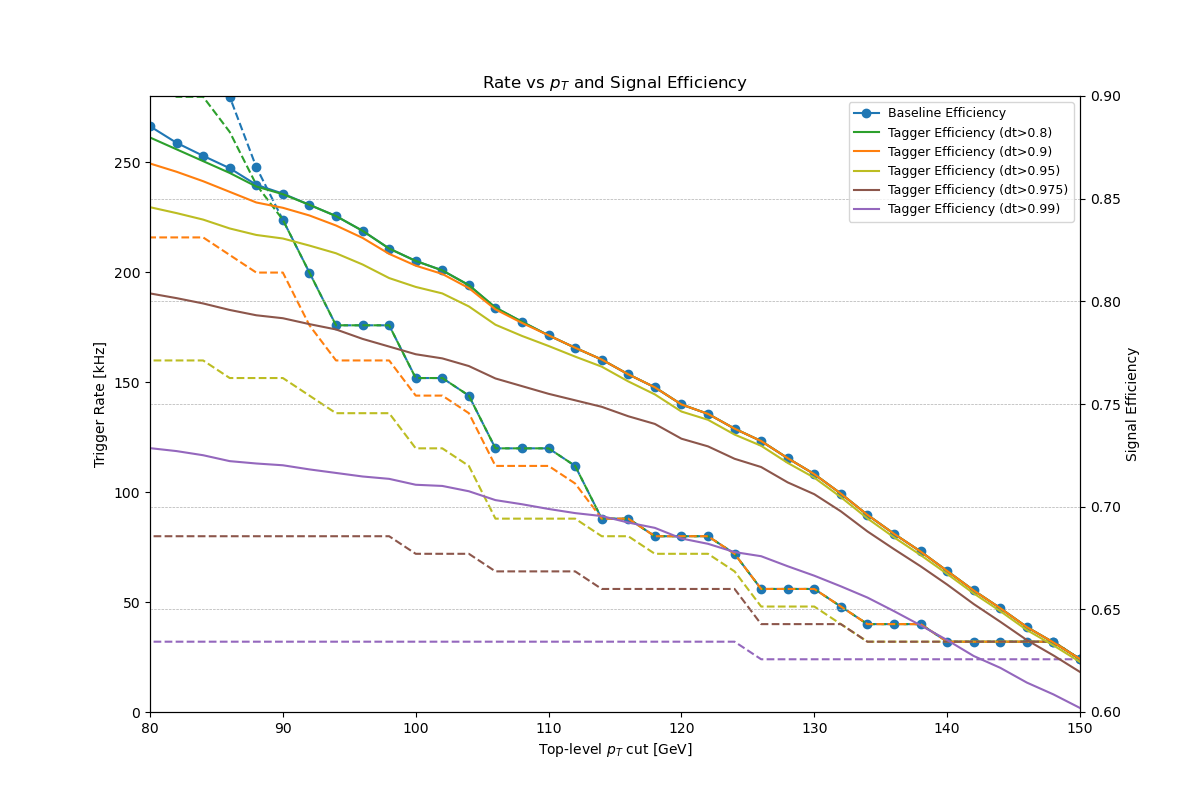 Rate vs pT and Signal Efficiency
Baseline Efficiency
Tagger Efficiency (dt>0.8)
Tagger Efficiency (dt>0.9)
Tagger Efficiency (dt>0.95)
Tagger Efficiency (dt>0.975)
Tagger Efficiency (dt>0.99)
Trigger Rate [kHz]
250
200
150
100
50
0
0.90
0.85
0.80
0.75
0.70
0.65
0.60
Signal Efficiency
80 90 100 110 120 130 140 150
Top-level pT cut [GeV]